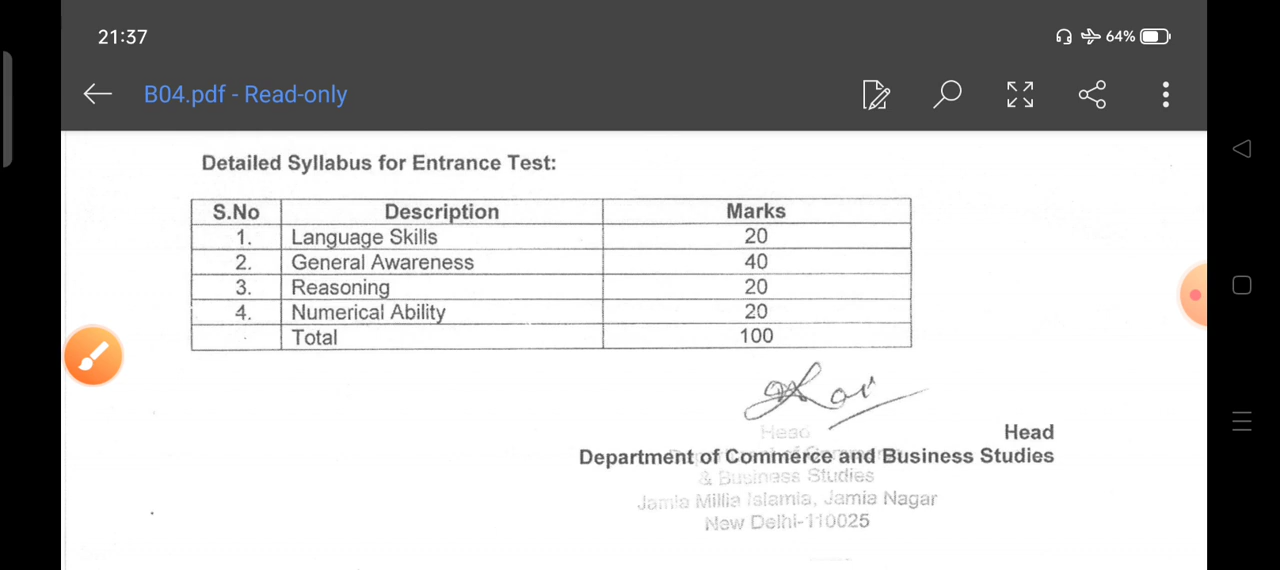 21:37
64%
B04.pdf - Read-only
Detailed Syllabus for Entrance Test:
S.No Description Marks
1. Language Skills 20
2. General Awareness 40
3. Reasoning 20
4. Numerical Ability 20
Total 100
Head Head
Department of Commerce and Business Studies
& Business Studies
Jamia Millia Islamia, Jamia Nagar
New Delhi-110025